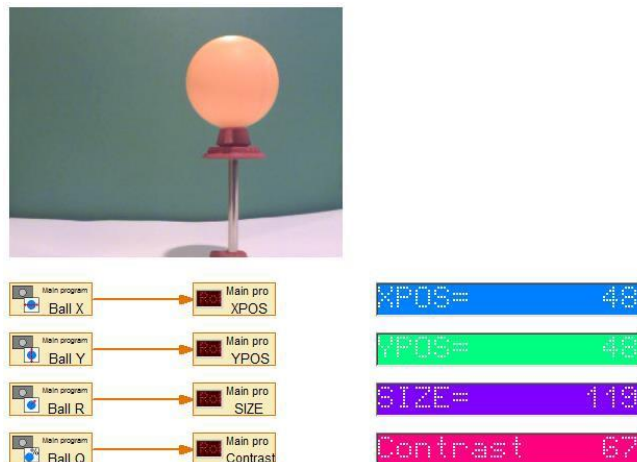 Main program
Ball X
Main pro
XPOS
XPOS= 48
Main program
Ball Y
Main pro
YPOS
YPOS= 48
Main program
Ball R
Main pro
SIZE
SIZE= 119
Main program
Ball Q
Main pro
Contrast
Contrast 67